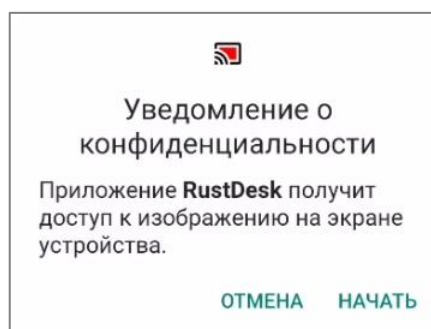 Уведомление о
конфиденциальности
Приложение RustDesk получит
доступ к изображению на экране
устройства.
ОТМЕНА НАЧАТЬ